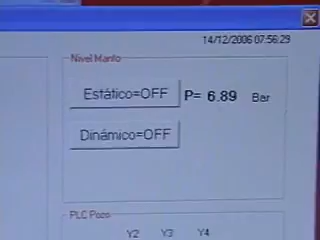 14/12/2006 07:56:29
Nivel Manto
Estático=OFF P= 6.89 Bar
Dinámico=OFF
PLC Pozo
Y2 Y3 Y4